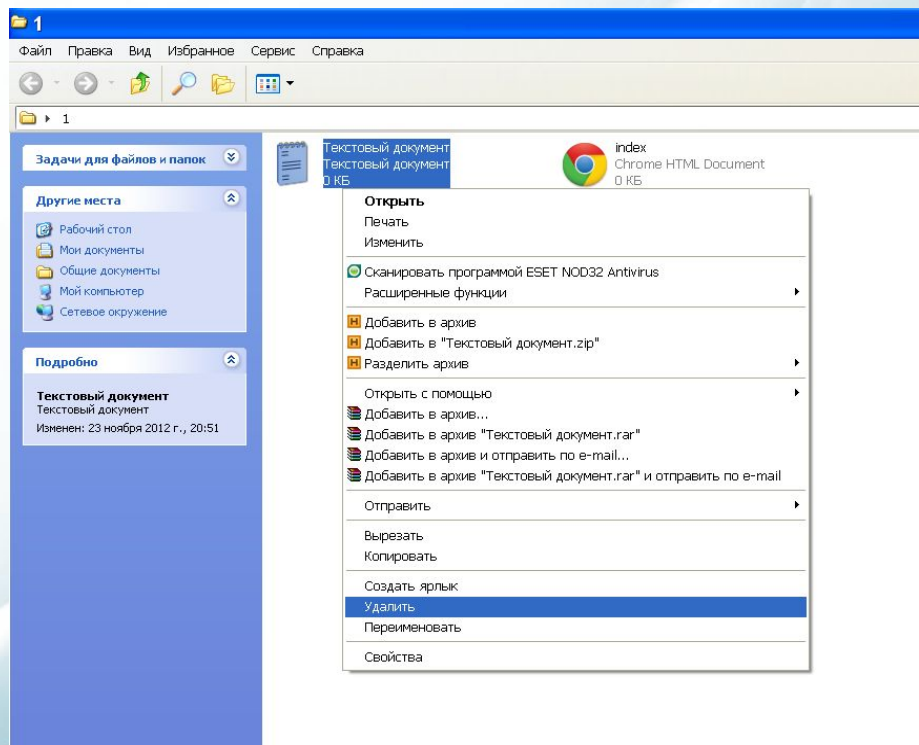 1
Файл Правка Вид Избранное Сервис Справка
1
Задачи для файлов и папок
Другие места
Рабочий стол
Мои документы
Общие документы
Мой компьютер
Сетевое окружение
Подробно
Текстовый документ
Текстовый документ
Изменен: 23 ноября 2012 г., 20:51
Текстовый документ
Текстовый документ
0 КБ
index
Chrome HTML Document
0 КБ
Открыть
Печать
Изменить
Сканировать программой ESET NOD32 Antivirus
Расширенные функции
Добавить в архив
Добавить в "Текстовый документ.zip"
Разделить архив
Открыть с помощью
Добавить в архив...
Добавить в архив "Текстовый документ.rar"
Добавить в архив и отправить по e-mail...
Добавить в архив "Текстовый документ.rar" и отправить по e-mail
Отправить
Вырезать
Копировать
Создать ярлык
Удалить
Переименовать
Свойства